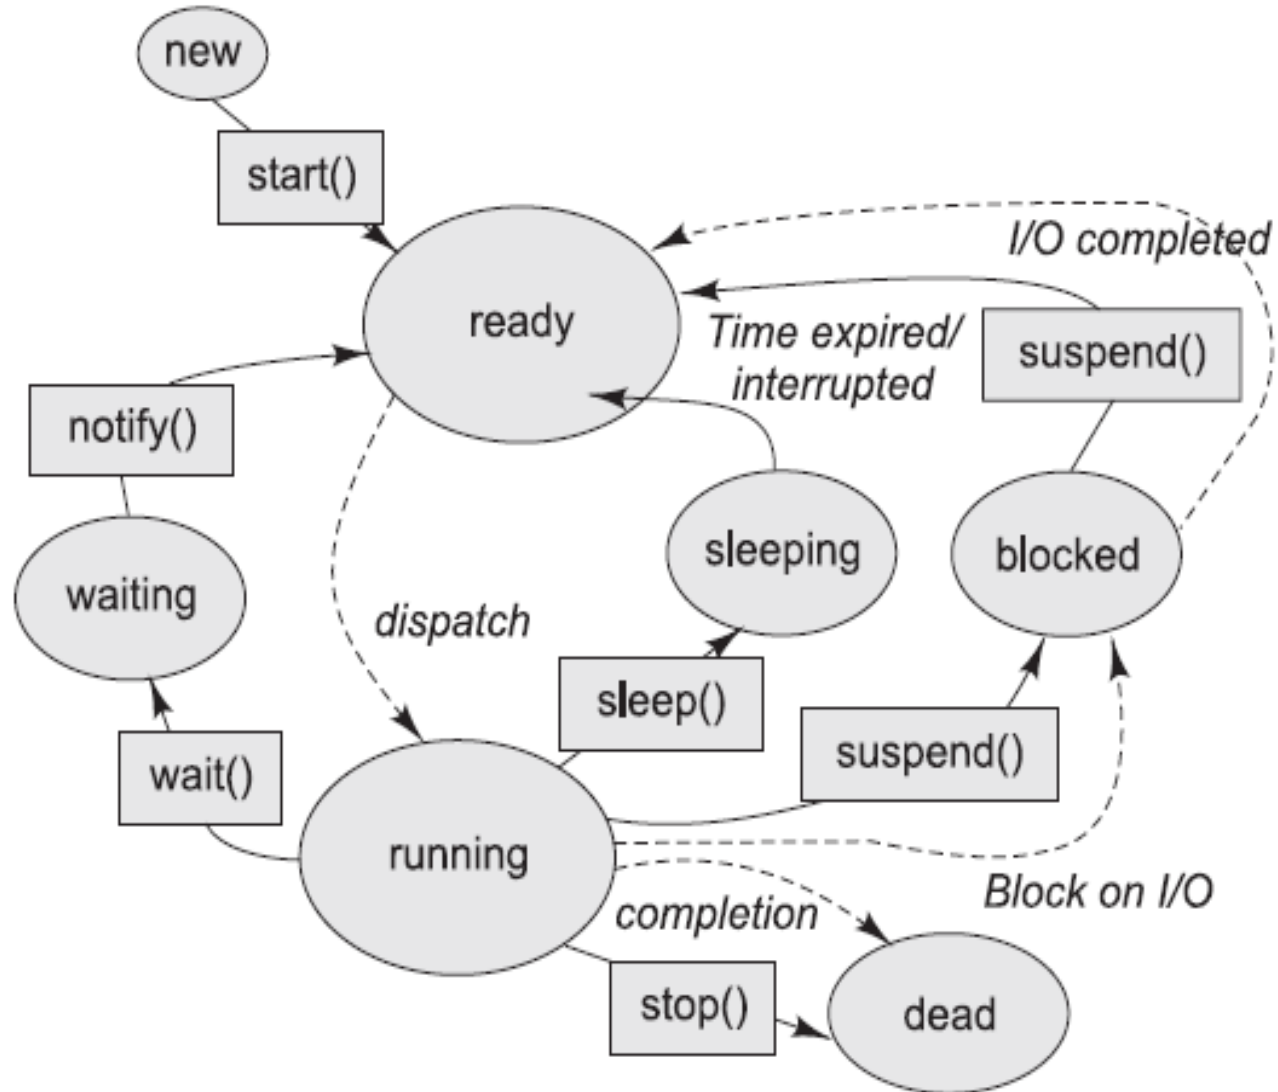 new
start()
I/O completed
ready
Time expired/
interrupted
suspend()
notify()
sleeping
blocked
waiting
dispatch
sleep()
suspend()
wait()
running
Block on I/O
completion
stop()
dead